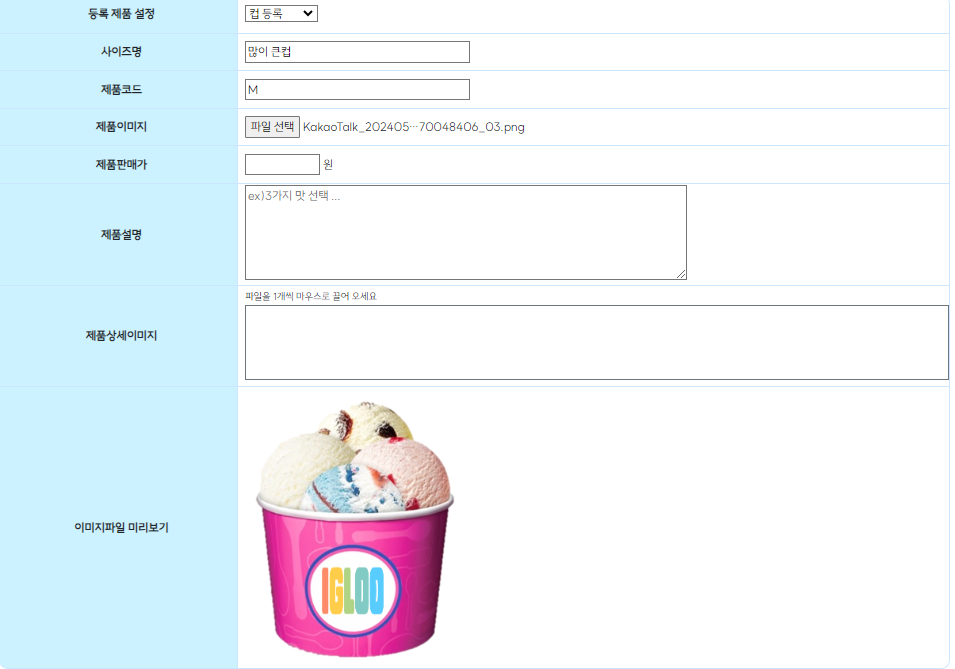 등록 제품 설정
컵 등록
사이즈명
많이 큰컵
제품코드
M
제품이미지
파일 선택 KakaoTalk_202405···70048406_03.png
제품판매가
원
제품설명
ex)3가지 맛 선택 ...
제품상세이미지
파일을 1개씩 마우스로 끌어 오세요
이미지파일 미리보기
IGLOO